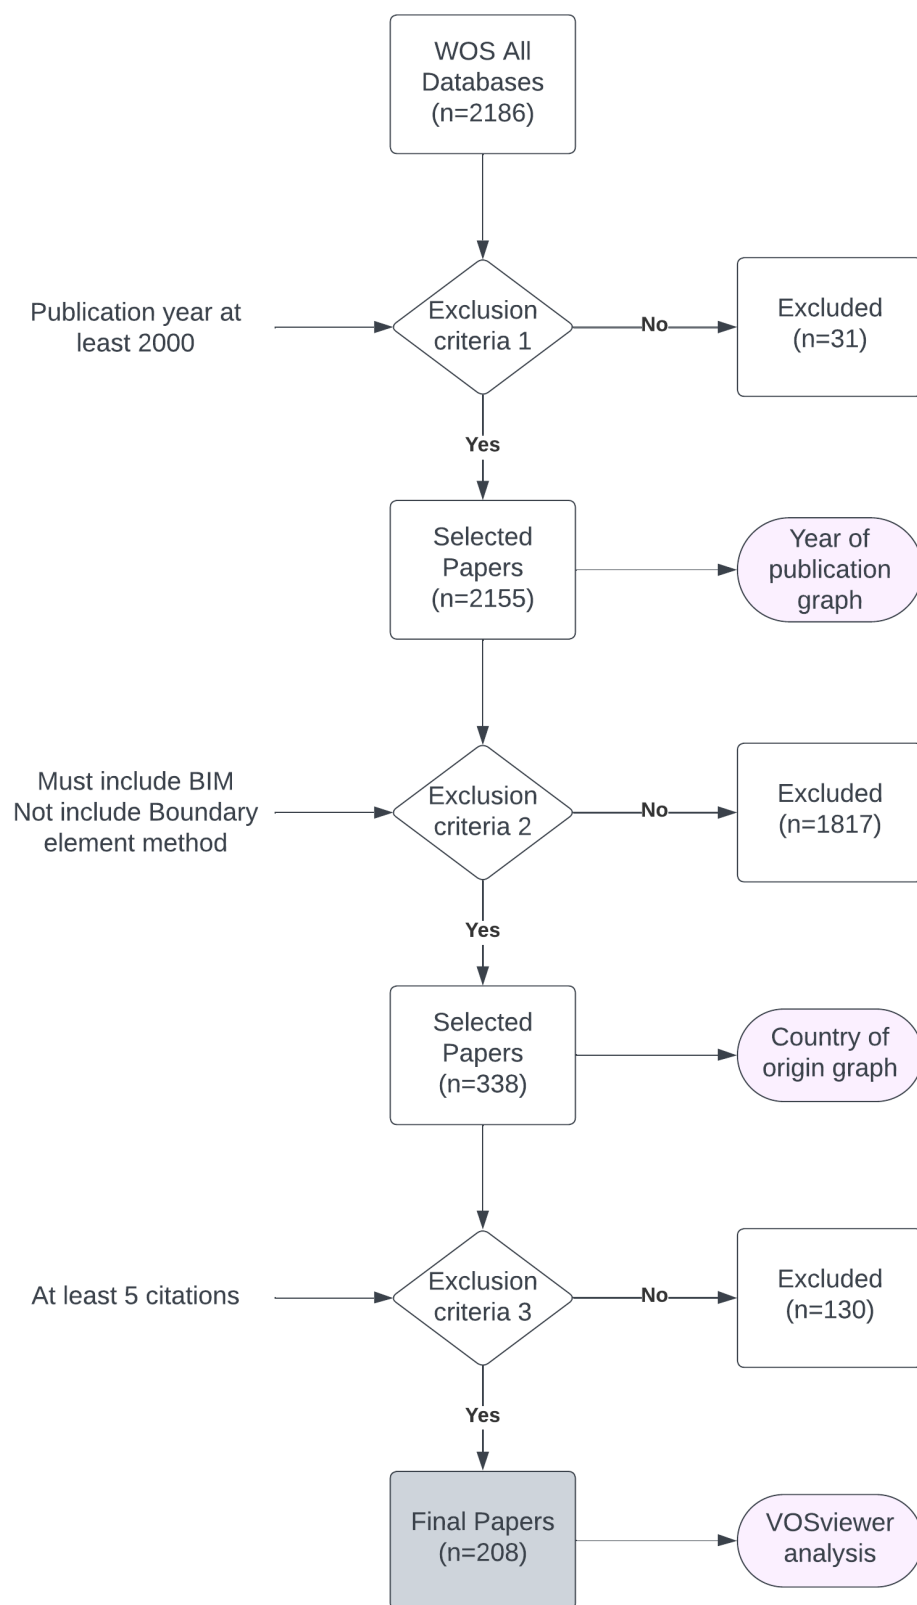 WOS All
Databases
(n=2186)
Publication year at
least 2000
Exclusion
criteria 1
No
Excluded
(n=31)
Yes
Selected
Papers
(n=2155)
Year of
publication
graph
Must include BIM
Not include Boundary
element method
Exclusion
criteria 2
No
Excluded
(n=1817)
Yes
Selected
Papers
(n=338)
Country of
origin graph
At least 5 citations
Exclusion
criteria 3
No
Excluded
(n=130)
Yes
Final Papers
(n=208)
VOSviewer
analysis